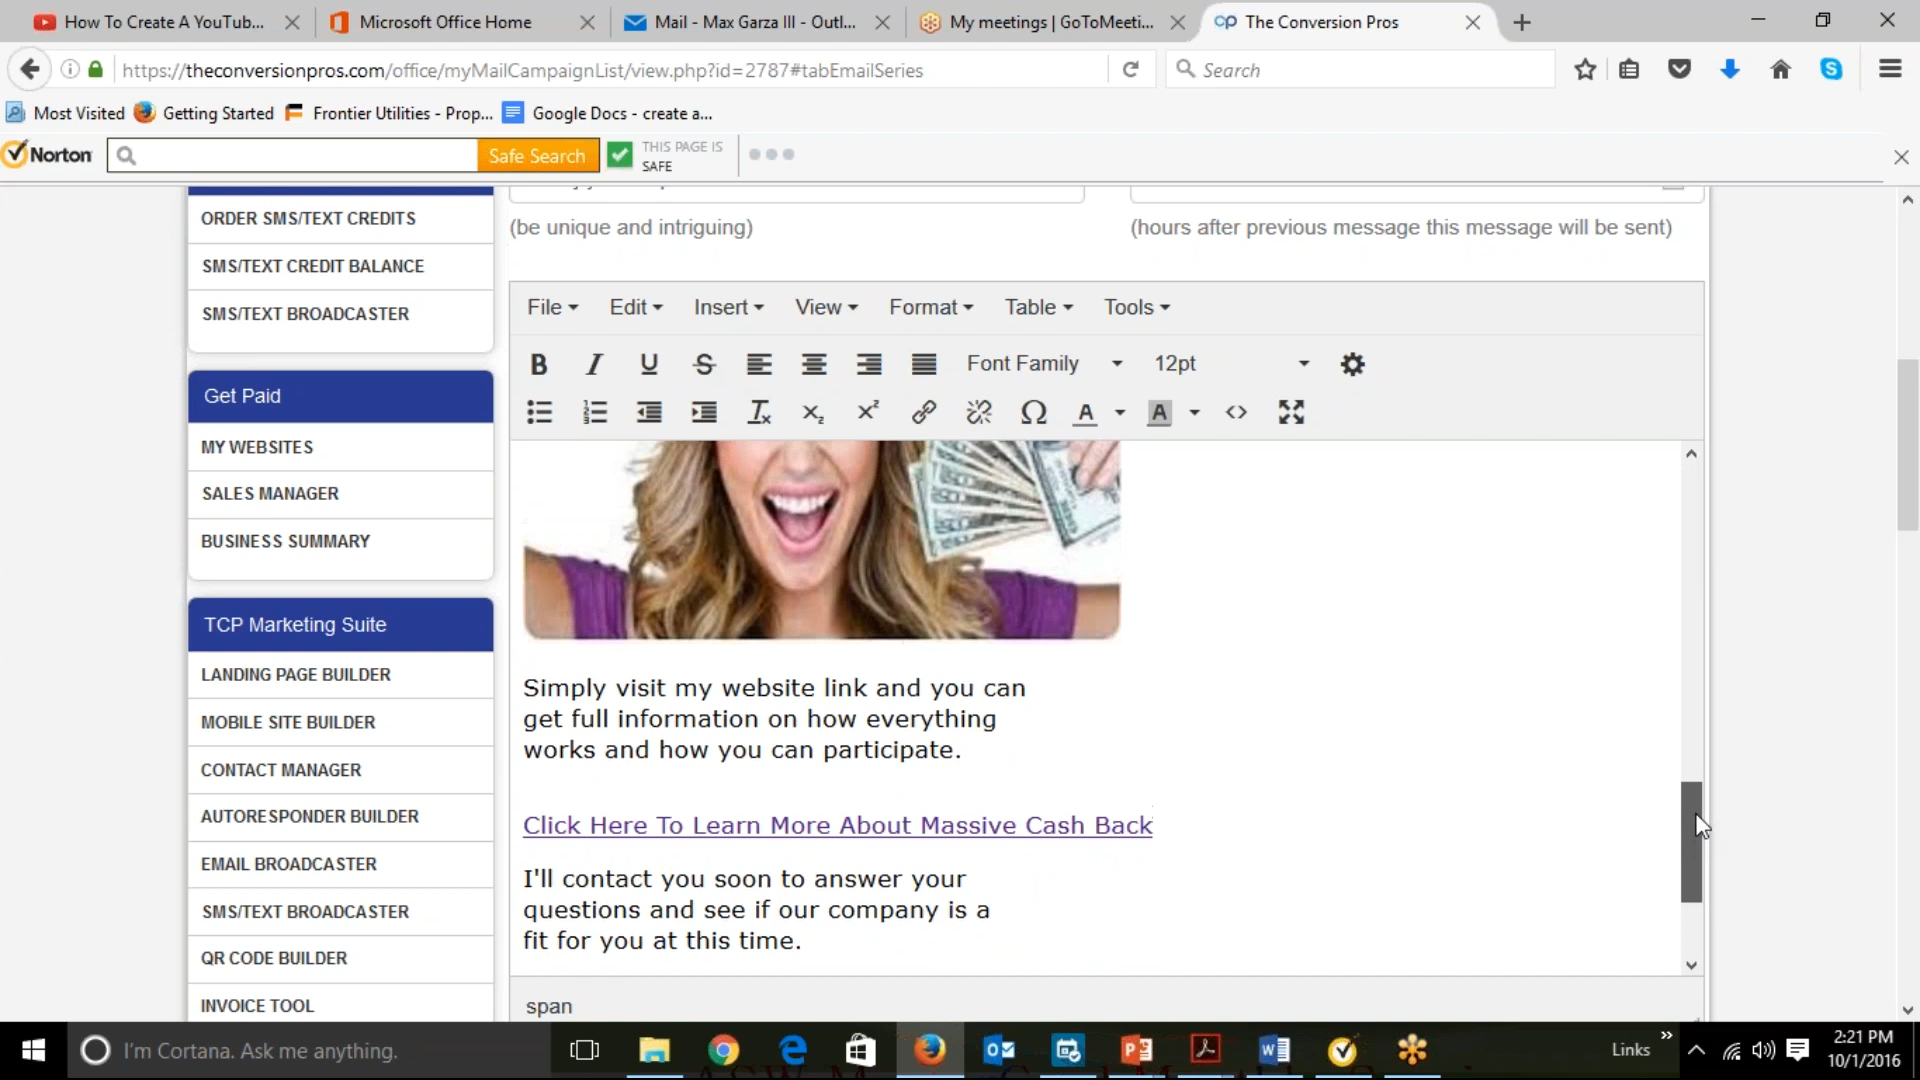 How To Create A YouTub...
Microsoft Office Home
Mail - Max Garza III - Outl...
My meetings | GoToMeeti...
cp The Conversion Pros
https://theconversionpros.com/office/myMailCampaignList/view.php?id=2787#tabEmailSeries
Search
Most Visited
Getting Started
Frontier Utilities - Prop...
Google Docs - create a...
Norton
Safe Search
THIS PAGE IS
SAFE
ORDER SMS/TEXT CREDITS
SMS/TEXT CREDIT BALANCE
SMS/TEXT BROADCASTER
Get Paid
MY WEBSITES
SALES MANAGER
BUSINESS SUMMARY
TCP Marketing Suite
LANDING PAGE BUILDER
MOBILE SITE BUILDER
CONTACT MANAGER
AUTORESPONDER BUILDER
EMAIL BROADCASTER
SMS/TEXT BROADCASTER
QR CODE BUILDER
INVOICE TOOL
(be unique and intriguing)
(hours after previous message this message will be sent)
File Edit Insert View Format Table Tools
Font Family 12pt
Simply visit my website link and you can
get full information on how everything
works and how you can participate.
Click Here To Learn More About Massive Cash Back
I'll contact you soon to answer your
questions and see if our company is a
fit for you at this time.
span
I'm Cortana. Ask me anything.
Links
2:21 PM
10/1/2016